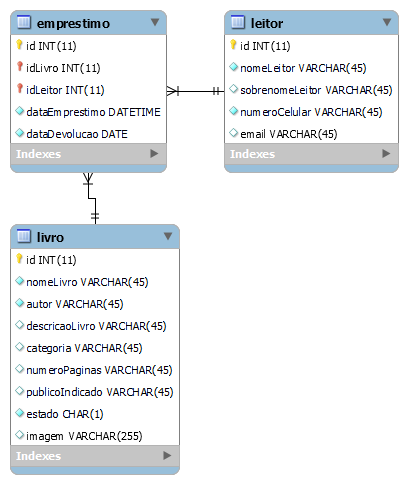 emprestimo
id INT(11)
idLivro INT(11)
idLeitor INT(11)
dataEmprestimo DATETIME
dataDevolucao DATE
Indexes
leitor
id INT(11)
nomeLeitor VARCHAR(45)
sobrenomeLeitor VARCHAR(45)
numeroCelular VARCHAR(45)
email VARCHAR(45)
Indexes
livro
id INT(11)
nomeLivro VARCHAR(45)
autor VARCHAR(45)
descricaoLivro VARCHAR(45)
categoria VARCHAR(45)
numeroPaginas VARCHAR(45)
publicoIndicado VARCHAR(45)
estado CHAR(1)
imagem VARCHAR(255)
Indexes